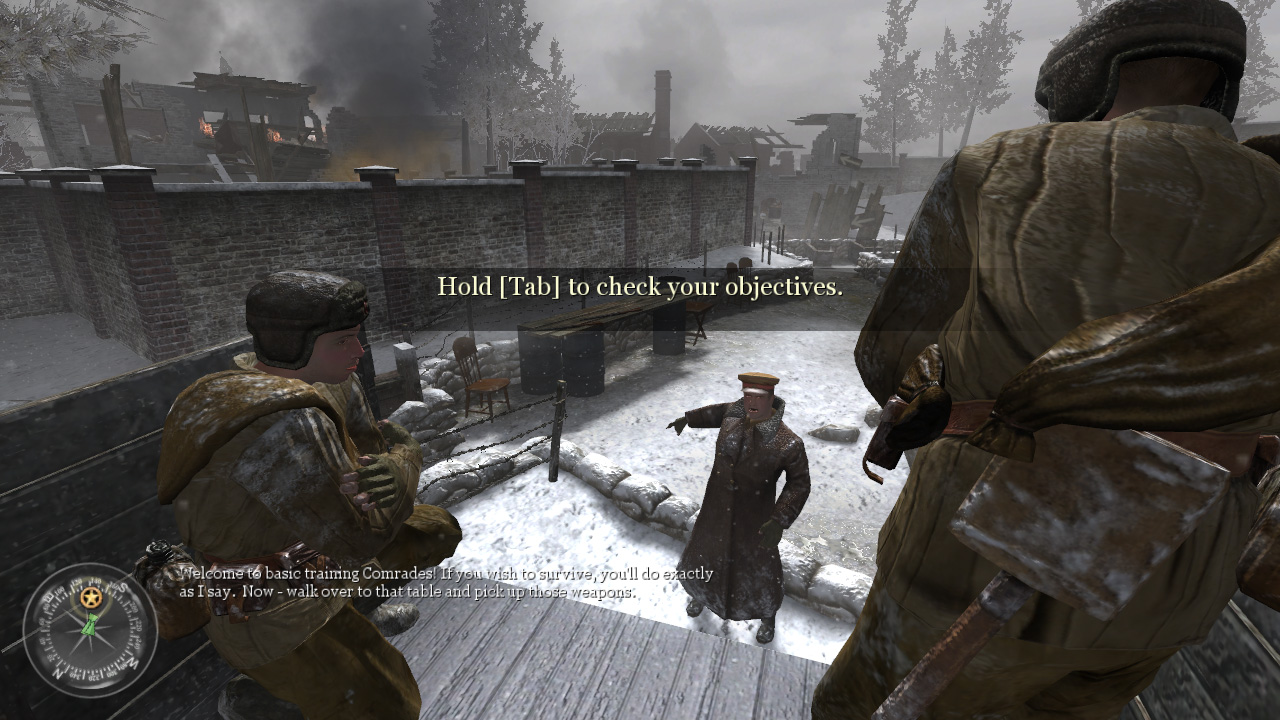 Hold [Tab] to check your objectives.
Welcome to basic training Comrades! If you wish to survive, you'll do exactly
as I say. Now - walk over to that table and pick up those weapons.